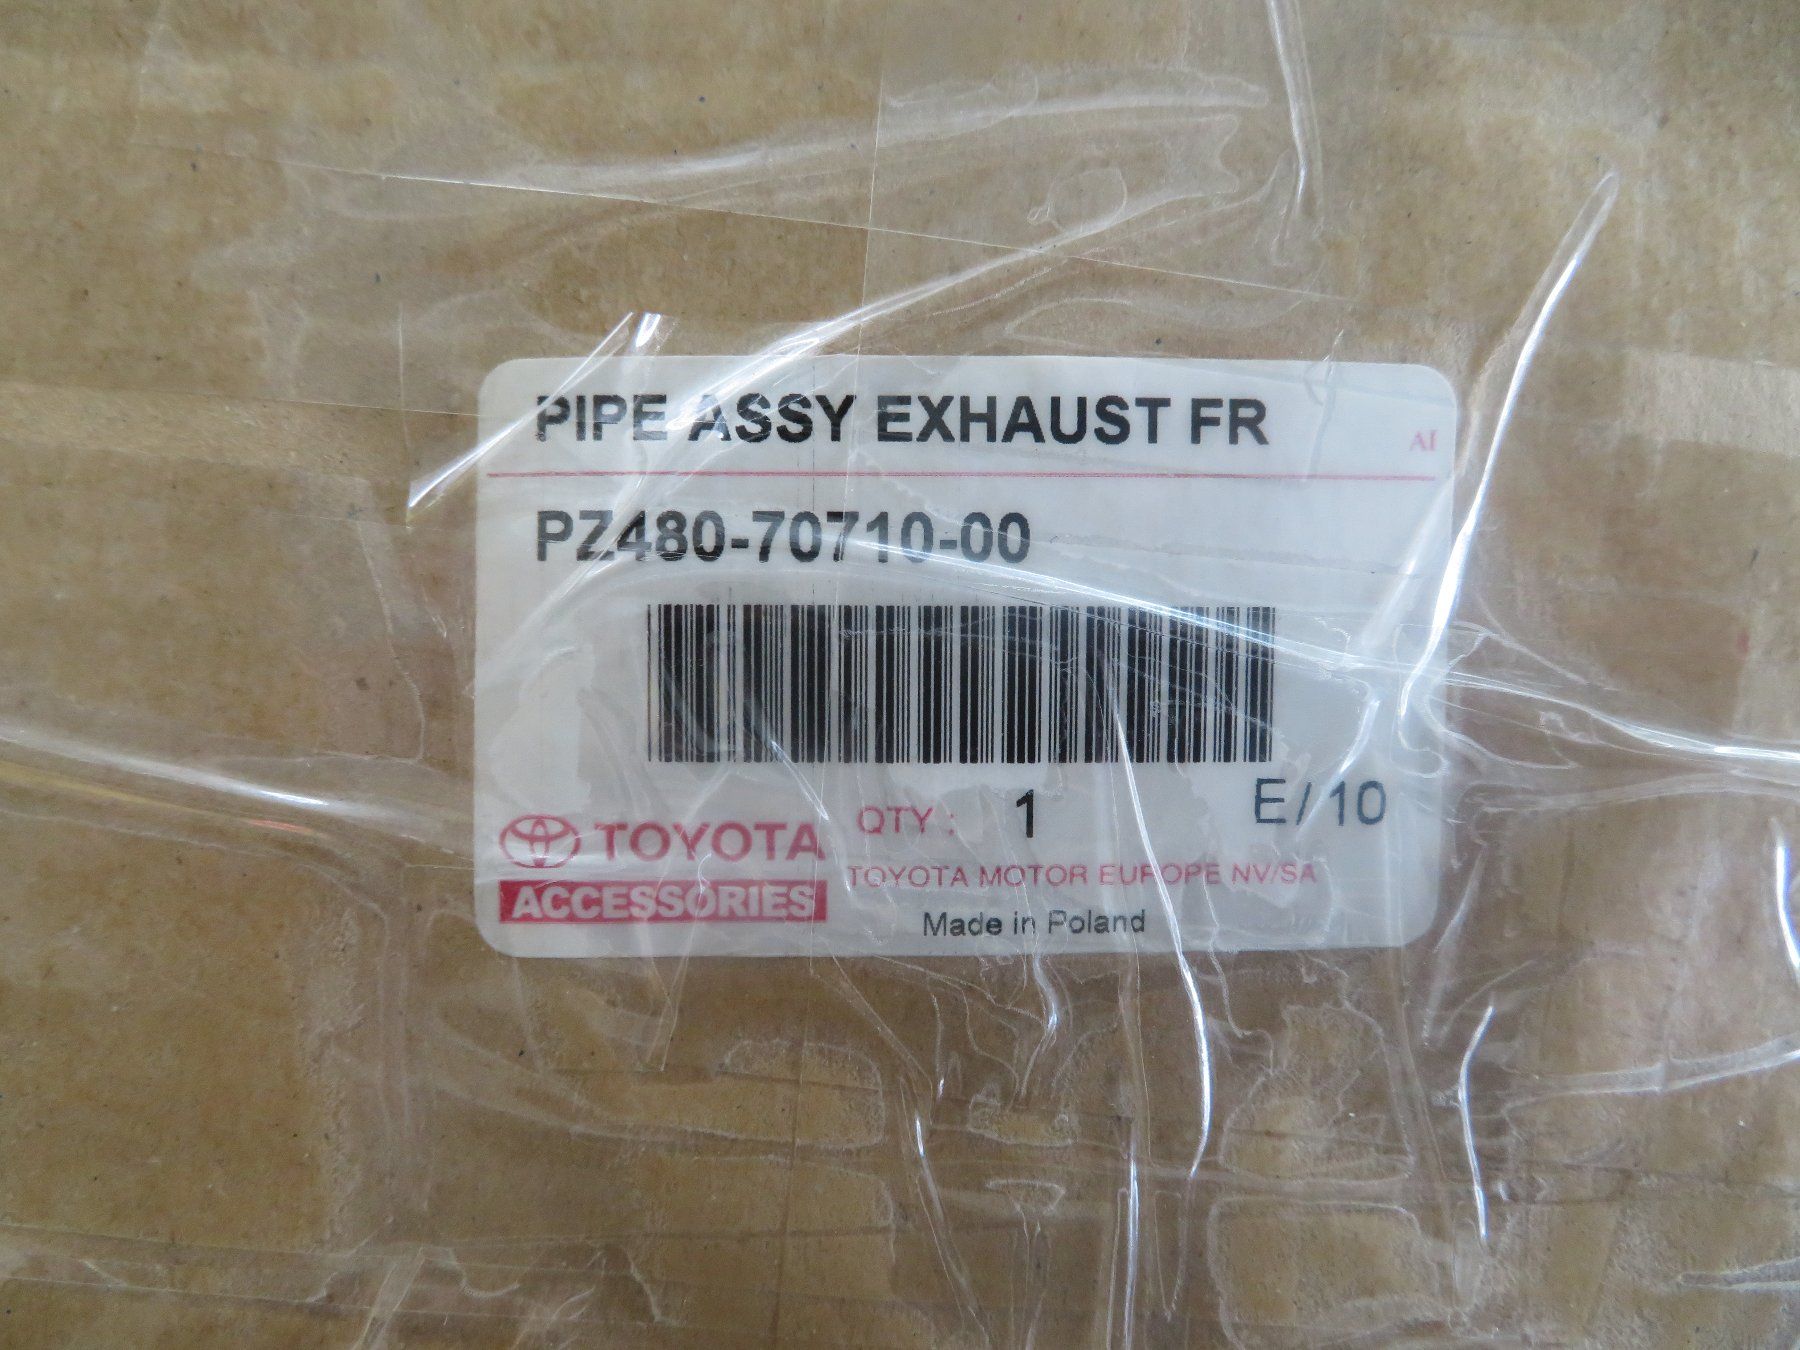 PIPE ASSY EXHAUST FR
AI
PZ480-70710-00
QTY : 1
E/10
TOYOTA
ACCESSORIES
TOYOTA MOTOR EUROPE NV/SA
Made in Poland